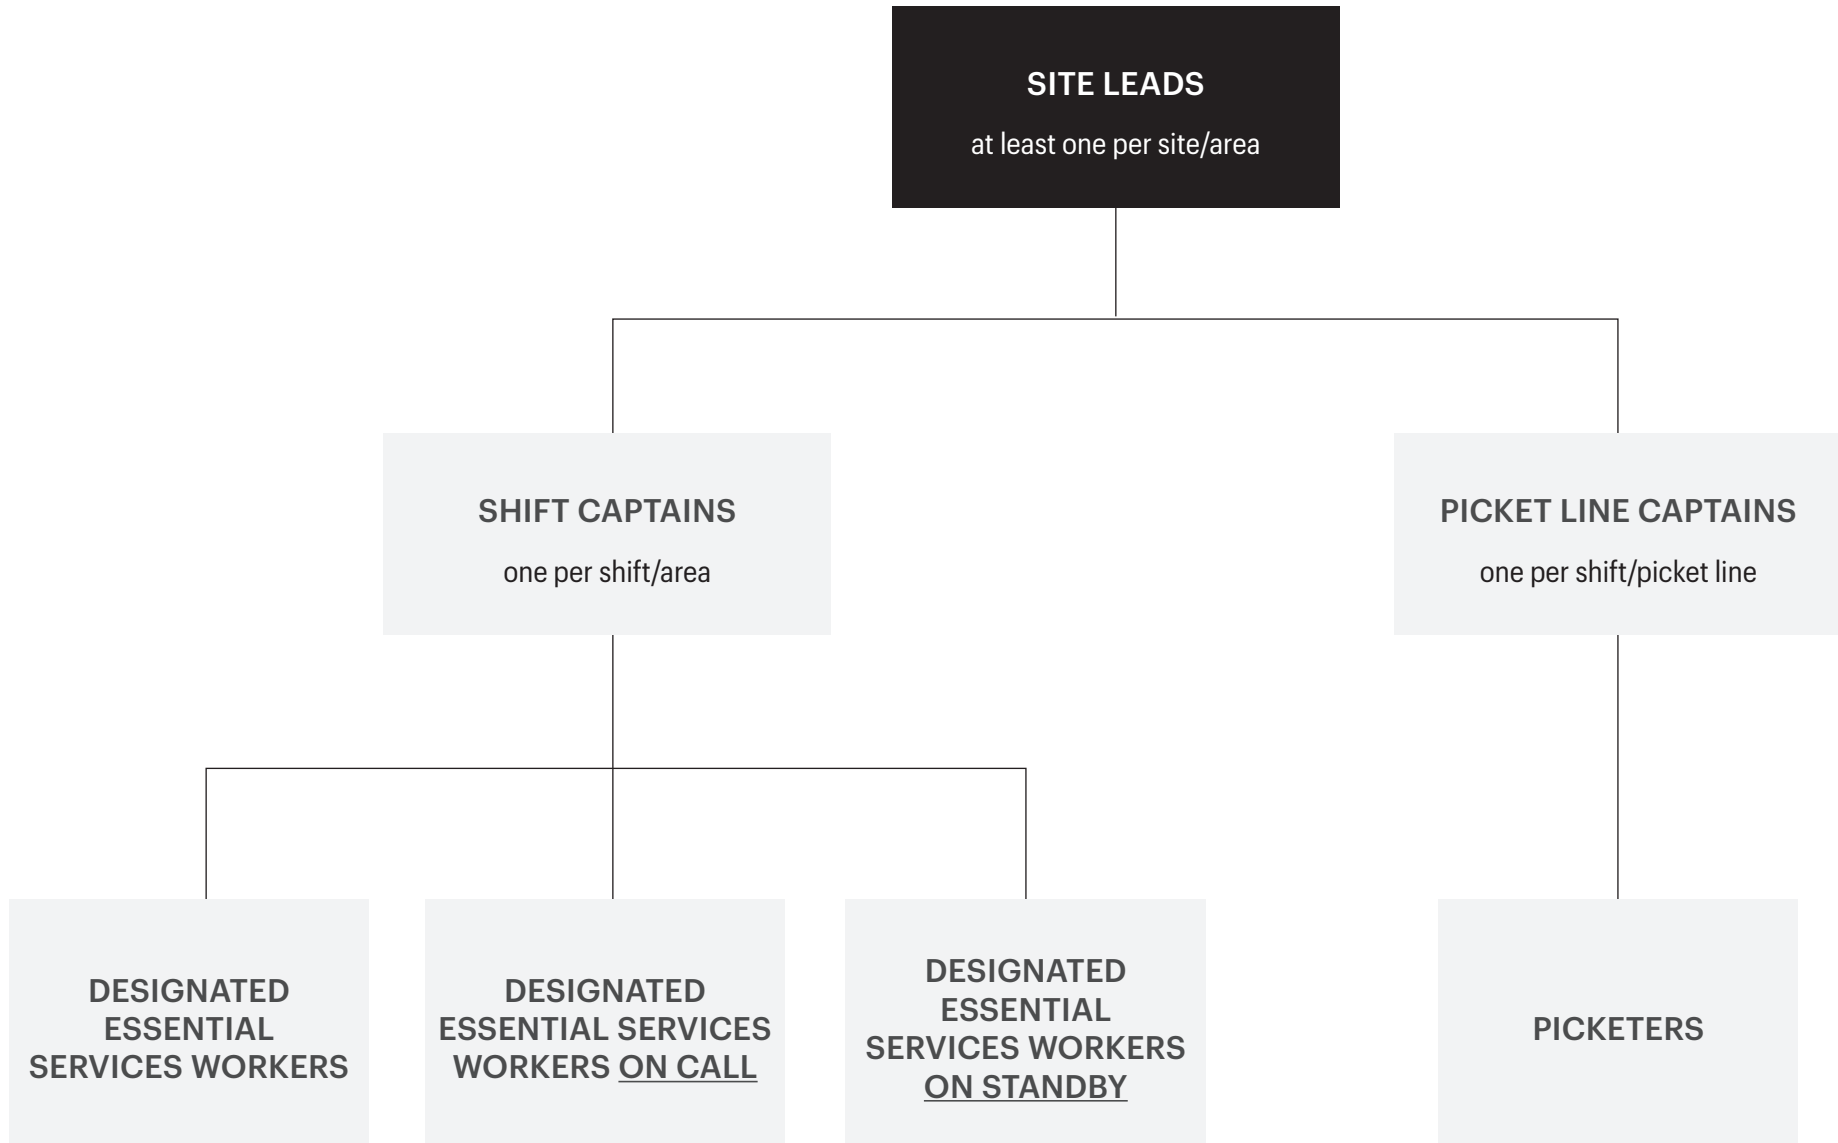 SITE LEADS
at least one per site/area
SHIFT CAPTAINS
one per shift/area
PICKET LINE CAPTAINS
one per shift/picket line
DESIGNATED
ESSENTIAL
SERVICES WORKERS
DESIGNATED
ESSENTIAL SERVICES
WORKERS ON CALL
DESIGNATED
ESSENTIAL
SERVICES WORKERS
ON STANDBY
PICKETERS